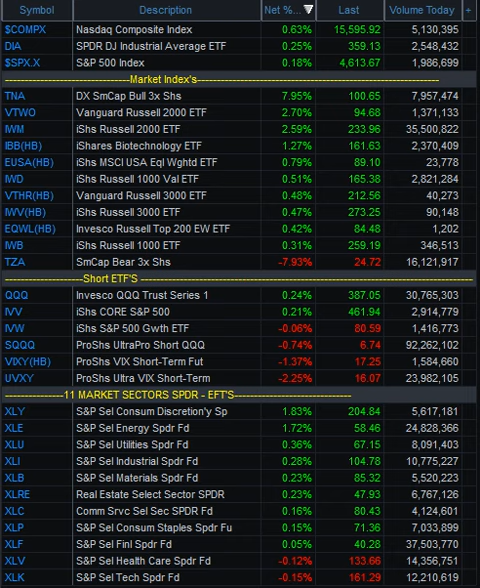 Symbol Description Net %... ▼ Last Volume Today +
$COMPX Nasdaq Composite Index 0.63% 15,595.92 5,130,395
DIA SPDR DJ Industrial Average ETF 0.25% 359.13 2,548,432
$SPX.X S&P 500 Index 0.18% 4,613.67 1,986,699
---Market Index's---
TNA DX SmCap Bull 3x Shs 7.95% 100.65 7,957,474
VTWO Vanguard Russell 2000 ETF 2.70% 94.68 1,371,133
IWM iShs Russell 2000 ETF 2.59% 233.96 35,500,822
IBB(HB) iShares Biotechnology ETF 1.27% 161.63 2,370,409
EUSA(HB) iShs MSCI USA Eql Wghtd ETF 0.79% 89.10 23,778
IWD iShs Russell 1000 Val ETF 0.51% 165.38 2,821,284
VTHR(HB) Vanguard Russell 3000 ETF 0.48% 212.56 40,273
IWV(HB) iShs Russell 3000 ETF 0.47% 273.25 90,148
EQWL(HB) Invesco Russell Top 200 EW ETF 0.42% 84.48 1,202
IWB iShs Russell 1000 ETF 0.31% 259.19 346,513
TZA SmCap Bear 3x Shs -7.93% 24.72 16,121,917
---Short ETF'S ---
QQQ Invesco QQQ Trust Series 1 0.24% 387.05 30,765,303
IVV iShs CORE S&P 500 0.21% 461.94 2,914,779
IVW iShs S&P 500 Gwth ETF -0.06% 80.59 1,416,773
SQQQ ProShs UltraPro Short QQQ -0.74% 6.74 92,262,102
VIXY(HB) ProShs VIX Short-Term Fut -1.37% 17.25 1,584,660
UVXY ProShs Ultra VIX Short-Term -2.25% 16.07 23,982,105
---11 MARKET SECTORS SPDR - EFT'S---
XLY S&P Sel Consum Discretion'y Sp 1.83% 204.84 5,617,181
XLE S&P Sel Energy Spdr Fd 1.72% 58.46 24,828,366
XLU S&P Sel Utilities Spdr Fd 0.36% 67.15 8,091,403
XLI S&P Sel Industrial Spdr Fd 0.28% 104.78 10,775,227
XLB S&P Sel Materials Spdr Fd 0.23% 85.32 5,520,223
XLRE Real Estate Select Sector SPDR 0.23% 47.93 6,767,126
XLC Comm Srvc Sel Sec SPDR Fd 0.16% 80.43 4,124,601
XLP S&P Sel Consum Staples Spdr Fu 0.15% 71.36 7,033,899
XLF S&P Sel Finl Spdr Fd 0.05% 40.28 37,503,770
XLV S&P Sel Health Care Spdr Fd -0.12% 133.66 14,356,751
XLK S&P Sel Tech Spdr Fd -0.15% 161.29 12,210,619